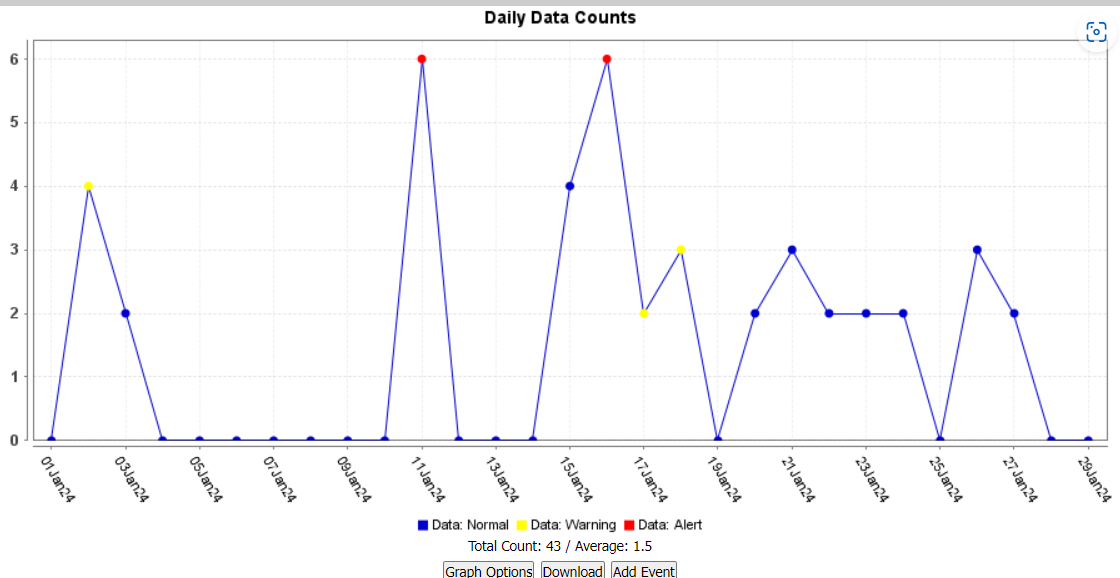 Daily Data Counts
6
5
4
3
2
1
0
01Jan24 03Jan24 05Jan24 07Jan24 09Jan24 11Jan24 13Jan24 15Jan24 17Jan24 19Jan24 21Jan24 23Jan24 25Jan24 27Jan24 29Jan24
Data: Normal Data: Warning Data: Alert
Total Count: 43 / Average: 1.5
Graph Options Download Add Event